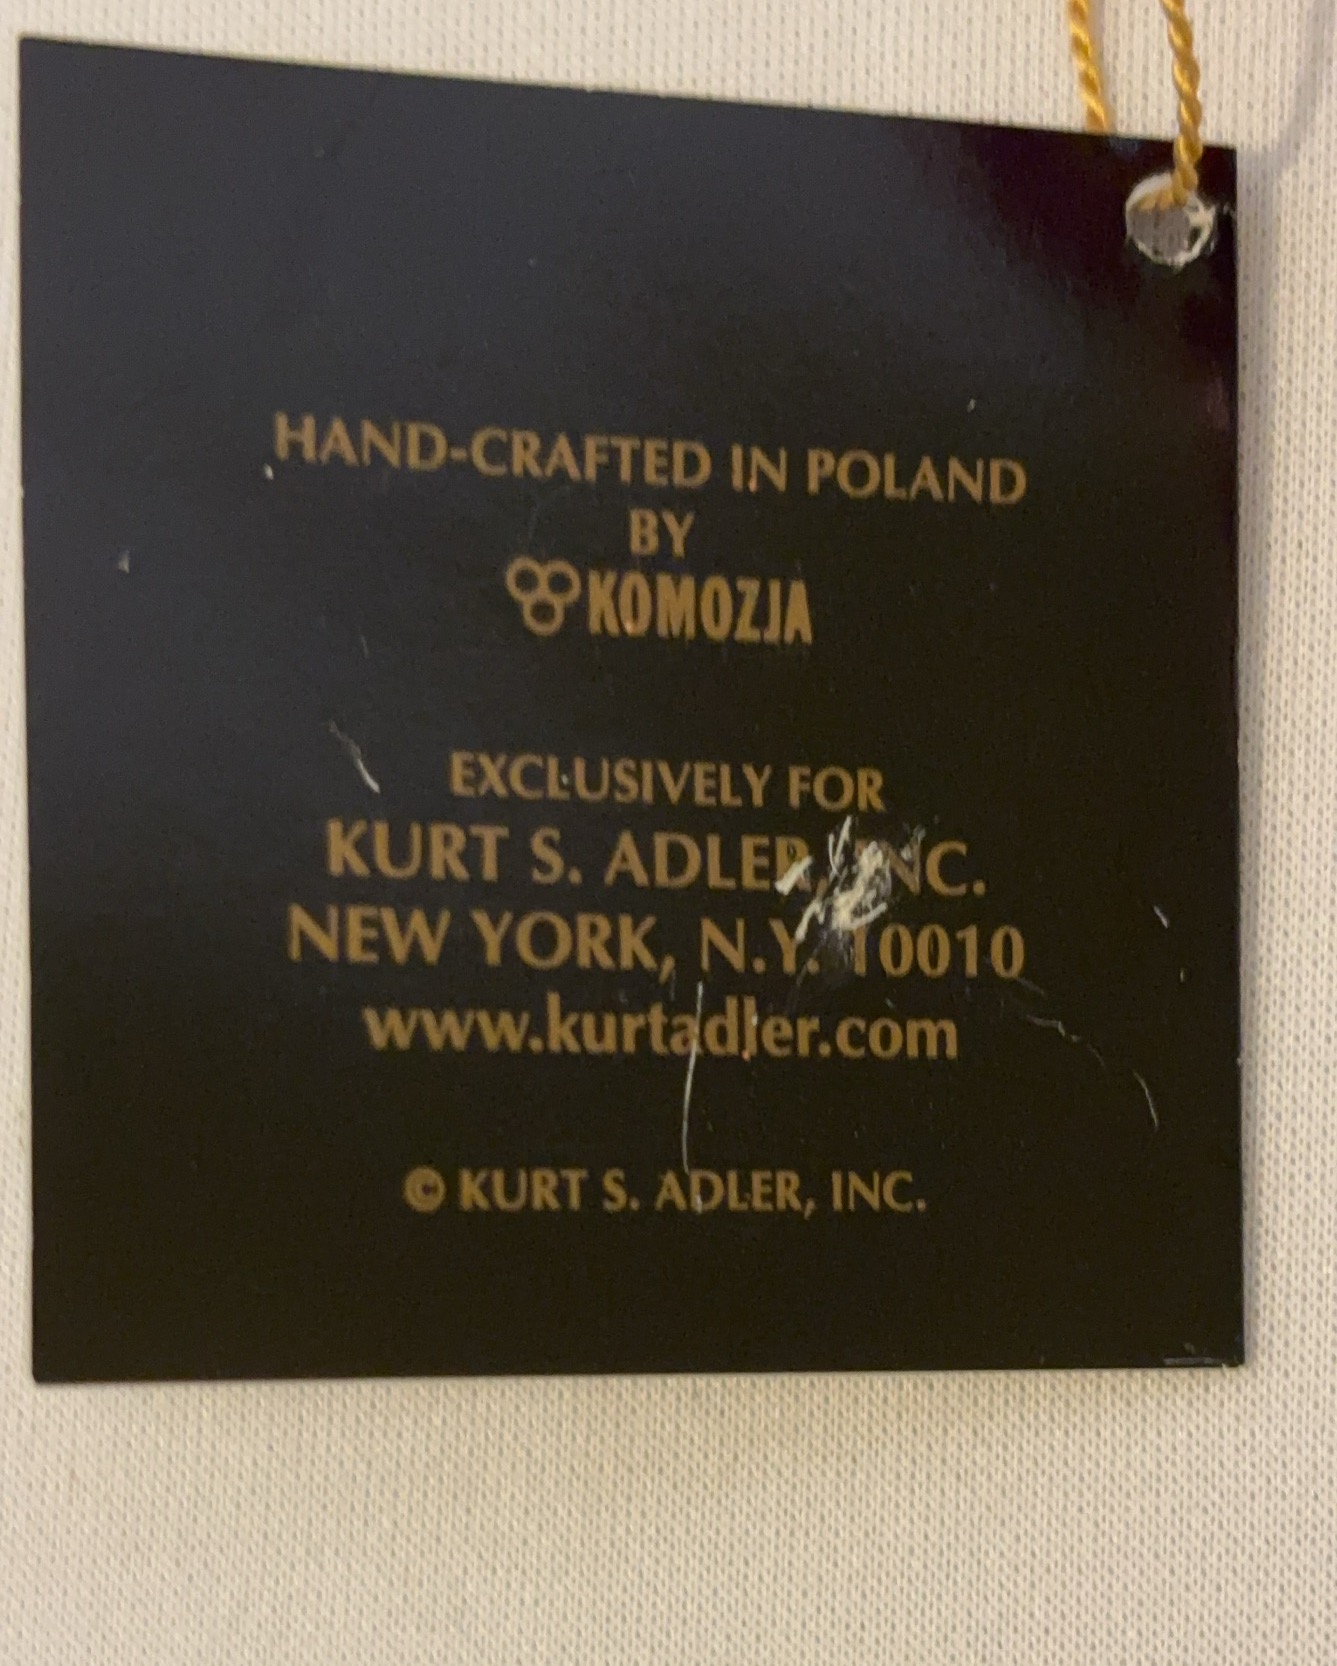 HAND-CRAFTED IN POLAND
BY
KOMOZJA
EXCLUSIVELY FOR
KURT S. ADLER, INC.
NEW YORK, N.Y. 10010
www.kurtadler.com
© KURT S. ADLER, INC.